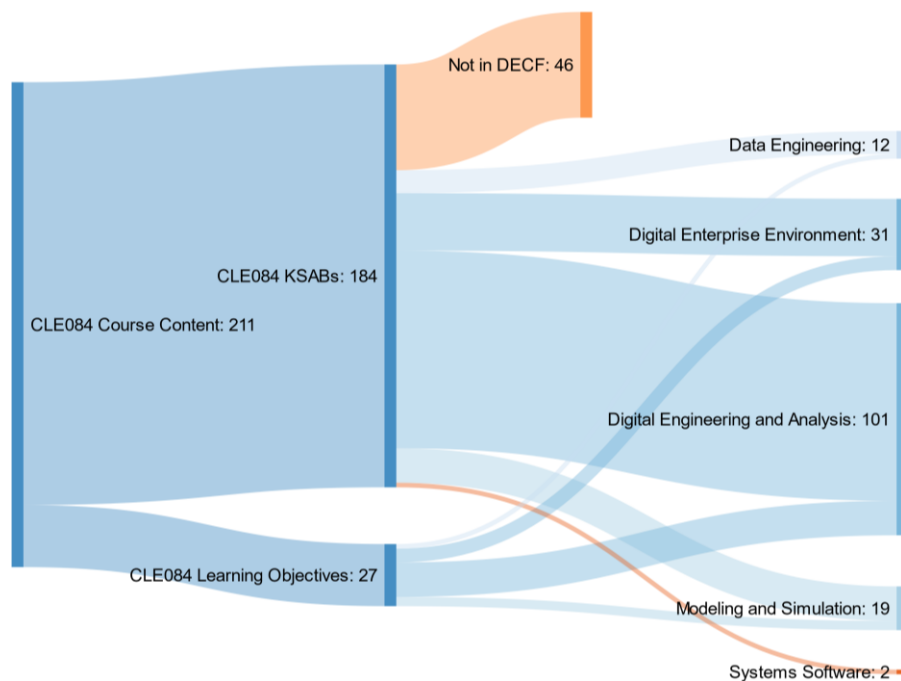 Not in DECF: 46
Data Engineering: 12
Digital Enterprise Environment: 31
CLE084 KSABs: 184
CLE084 Course Content: 211
Digital Engineering and Analysis: 101
CLE084 Learning Objectives: 27
Modeling and Simulation: 19
Systems Software: 2